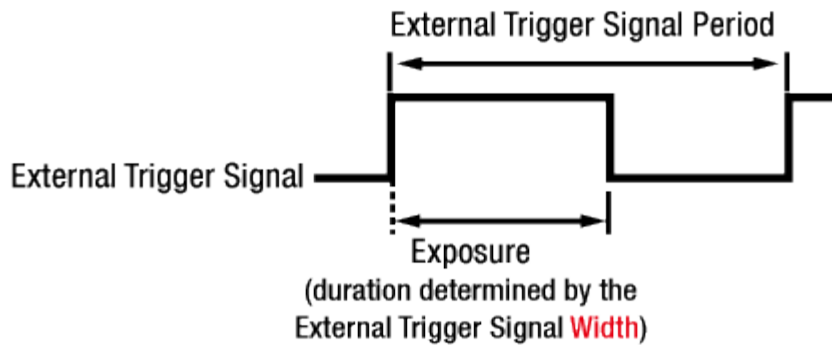 External Trigger Signal Period
External Trigger Signal
Exposure
(duration determined by the
External Trigger Signal Width)